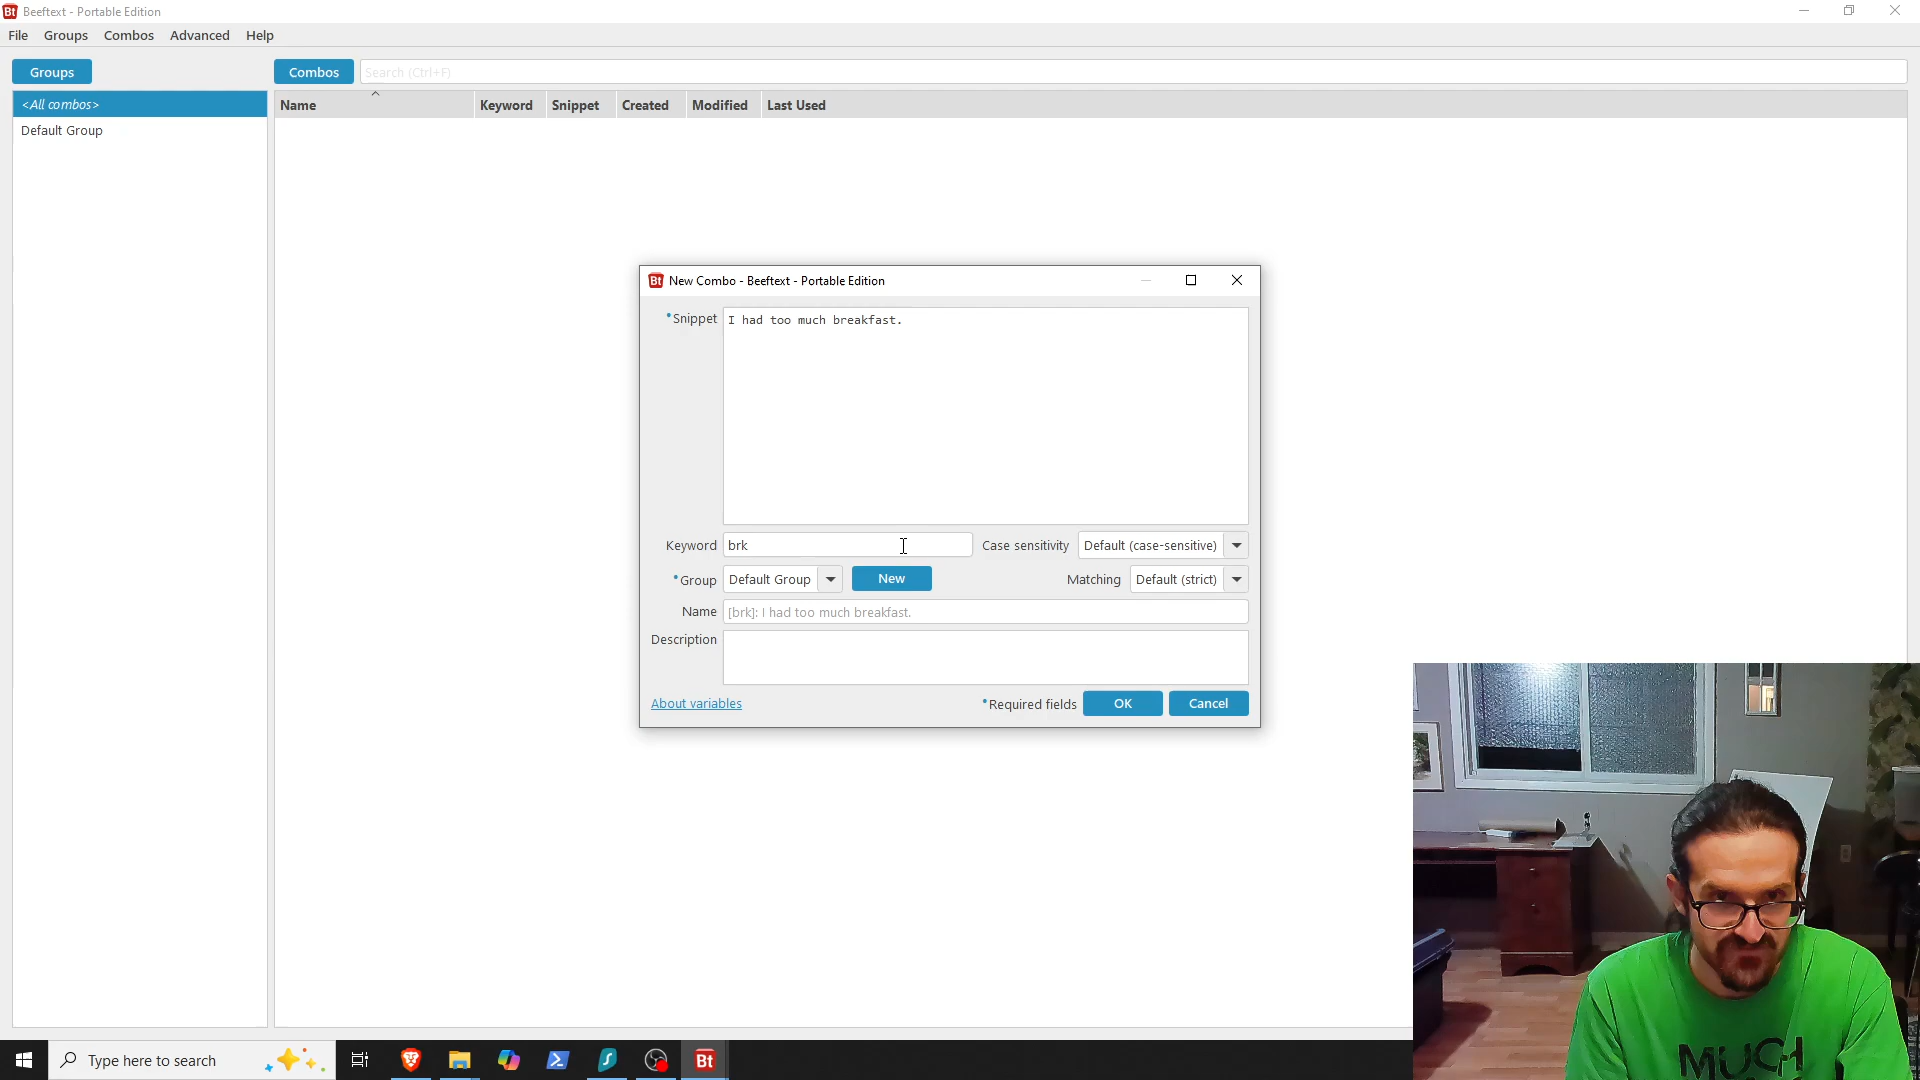 Bt Beeftext - Portable Edition
File Groups Combos Advanced Help
Groups Combos Search (Ctrl+F)
<All combos>
Default Group
Name Keyword Snippet Created Modified Last Used
Bt New Combo - Beeftext - Portable Edition
*Snippet I had too much breakfast.
Keyword brk Case sensitivity Default (case-sensitive)
*Group Default Group New Matching Default (strict)
Name [brk]: I had too much breakfast.
Description
About variables *Required fields OK Cancel
MUCH
Type here to search Bt